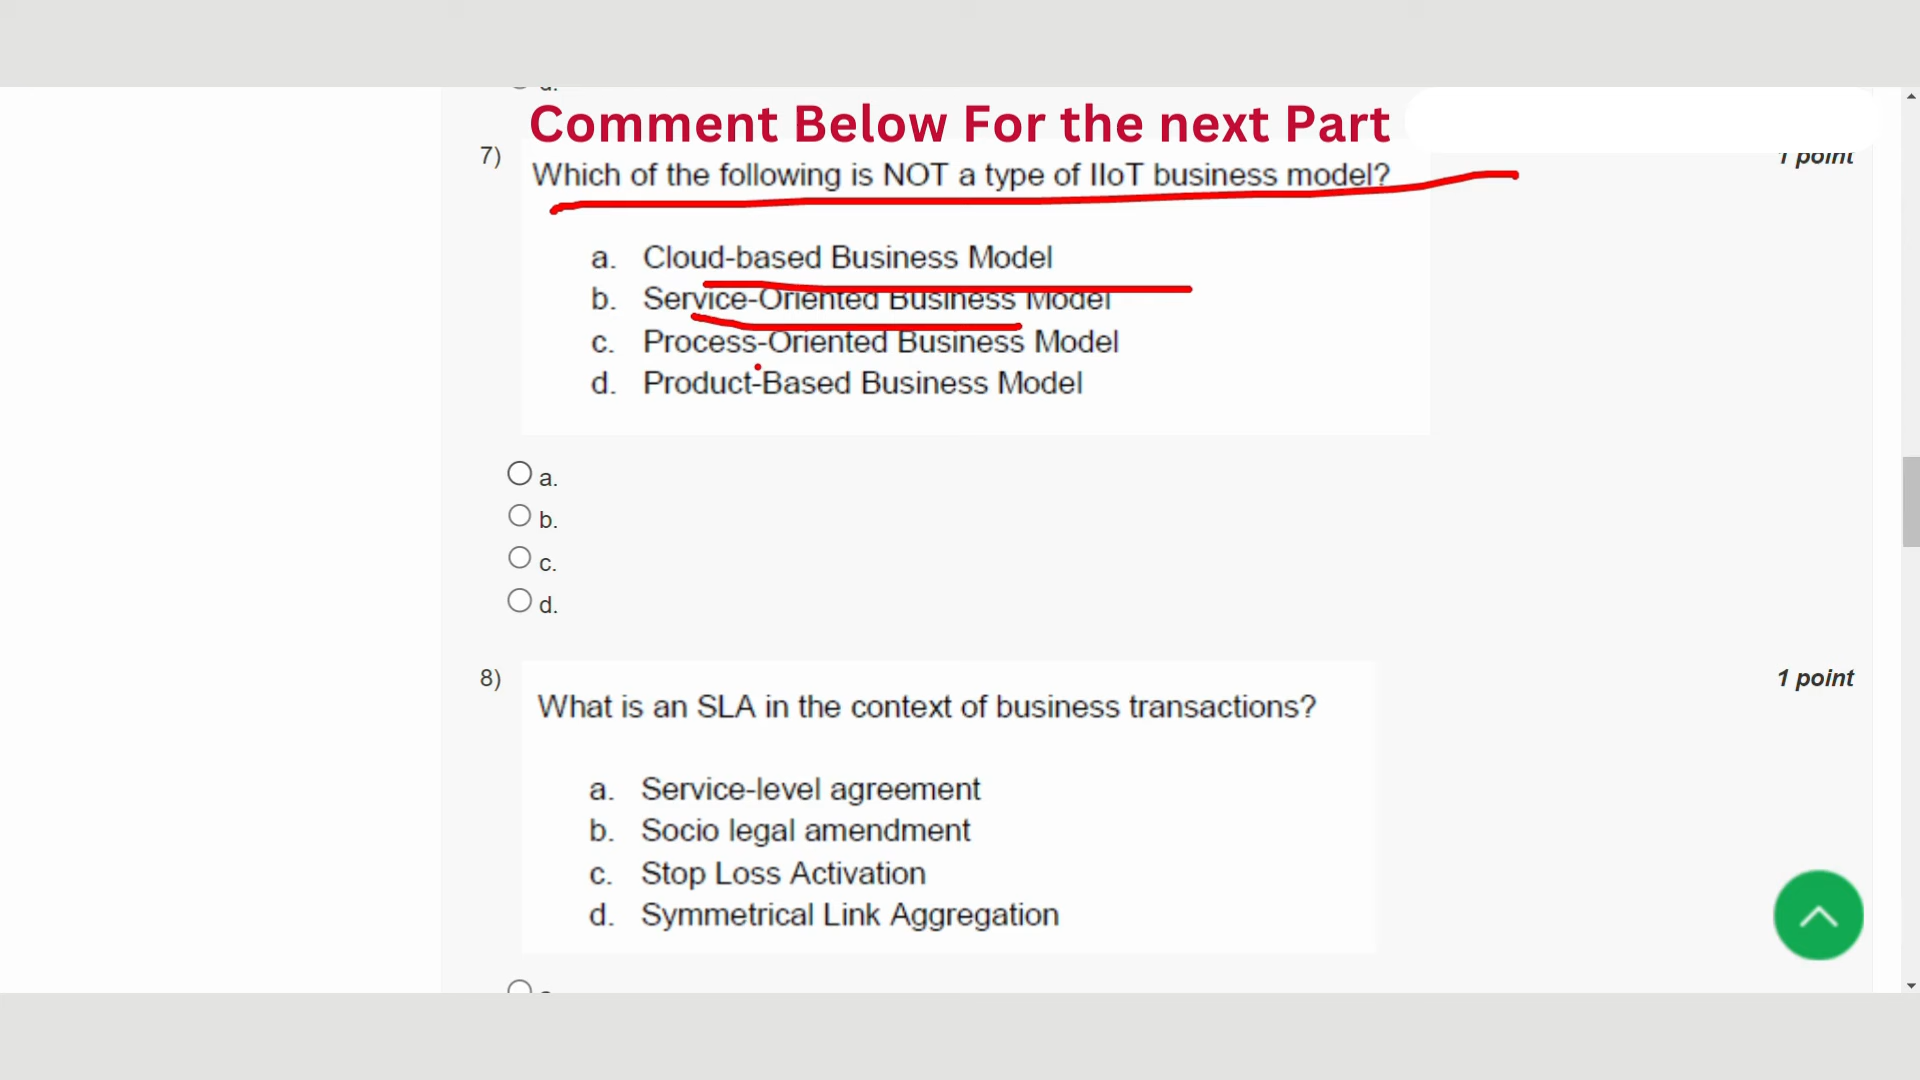 Comment Below For the next Part
7)
1 point
Which of the following is NOT a type of IIoT business model?
a. Cloud-based Business Model
b. Service-Oriented Business Model
c. Process-Oriented Business Model
d. Product-Based Business Model
a.
b.
c.
d.
8)
1 point
What is an SLA in the context of business transactions?
a. Service-level agreement
b. Socio legal amendment
c. Stop Loss Activation
d. Symmetrical Link Aggregation